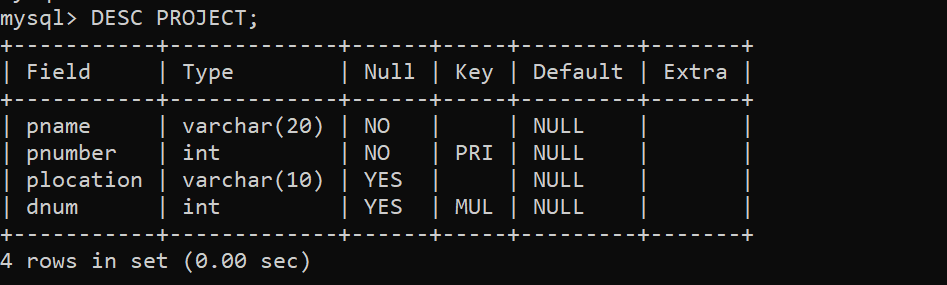 mysql> DESC PROJECT;
+-----------+-------------+------+-----+---------+-------+
| Field     | Type        | Null | Key | Default | Extra |
+-----------+-------------+------+-----+---------+-------+
| pname     | varchar(20) | NO   |     | NULL    |       |
| pnumber   | int         | NO   | PRI | NULL    |       |
| plocation | varchar(10) | YES  |     | NULL    |       |
| dnum      | int         | YES  | MUL | NULL    |       |
+-----------+-------------+------+-----+---------+-------+
4 rows in set (0.00 sec)